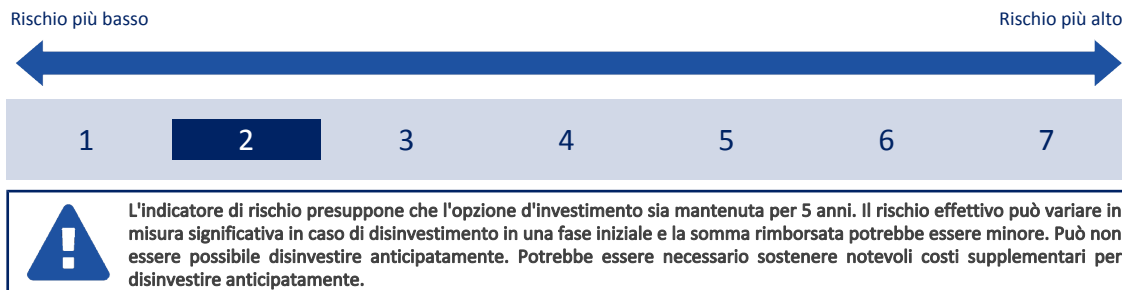 Rischio più basso Rischio più alto
1 2 3 4 5 6 7
L'indicatore di rischio presuppone che l'opzione d'investimento sia mantenuta per 5 anni. Il rischio effettivo può variare in
misura significativa in caso di disinvestimento in una fase iniziale e la somma rimborsata potrebbe essere minore. Può non
essere possibile disinvestire anticipatamente. Potrebbe essere necessario sostenere notevoli costi supplementari per
disinvestire anticipatamente.